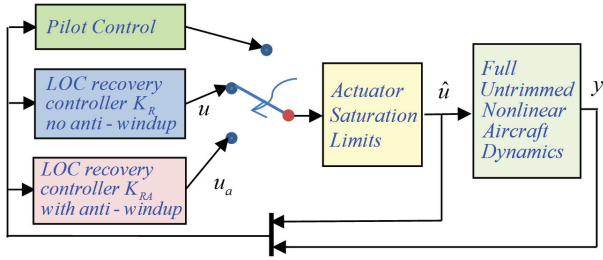 Pilot Control
LOC recovery
controller K_R
no anti - windup
u
LOC recovery
controller K_RA
with anti - windup
u_a
Actuator
Saturation
Limits
û
Full
Untrimmed
Nonlinear
Aircraft
Dynamics
y